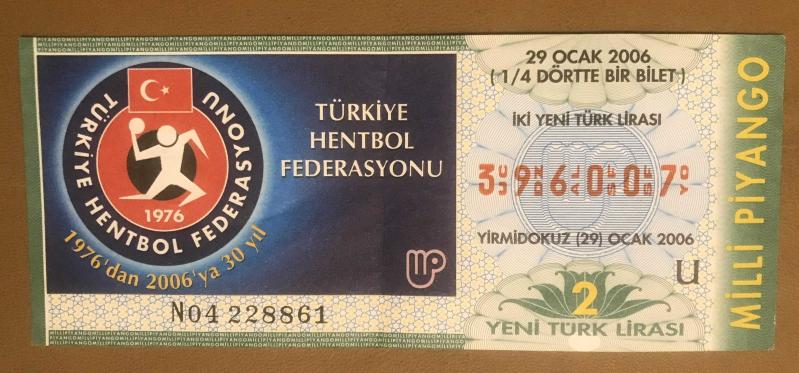 TÜRKİYE HENTBOL FEDERASYONU
1976
1976'dan 2006'ya 30 yıl
TÜRKİYE
HENTBOL
FEDERASYONU
N04 228861
29 OCAK 2006
(1/4 DÖRTTE BİR BİLET)
İKİ YENİ TÜRK LİRASI
396007
YİRMİDOKUZ (29) OCAK 2006
U
2
YENİ TÜRK LİRASI
MİLLİ PİYANGO